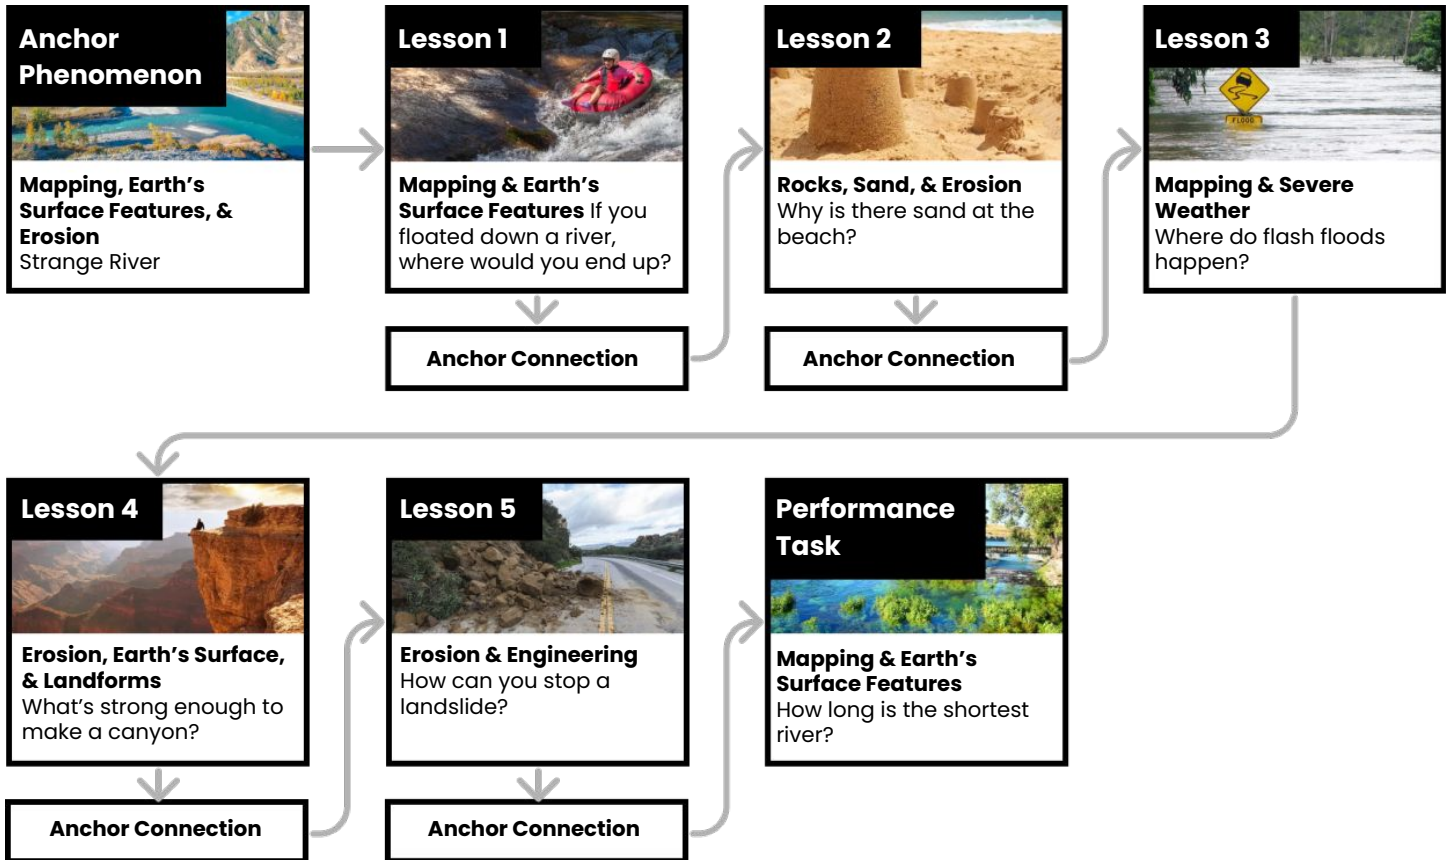 Anchor
Phenomenon
Mapping, Earth's
Surface Features, &
Erosion
Strange River
Lesson 1
Mapping & Earth's
Surface Features If you
floated down a river,
where would you end up?
Anchor Connection
Lesson 2
Rocks, Sand, & Erosion
Why is there sand at the
beach?
Anchor Connection
Lesson 3
FLOOD
Mapping & Severe
Weather
Where do flash floods
happen?
Lesson 4
Erosion, Earth's Surface,
& Landforms
What's strong enough to
make a canyon?
Anchor Connection
Lesson 5
Erosion & Engineering
How can you stop a
landslide?
Anchor Connection
Performance
Task
Mapping & Earth's
Surface Features
How long is the shortest
river?